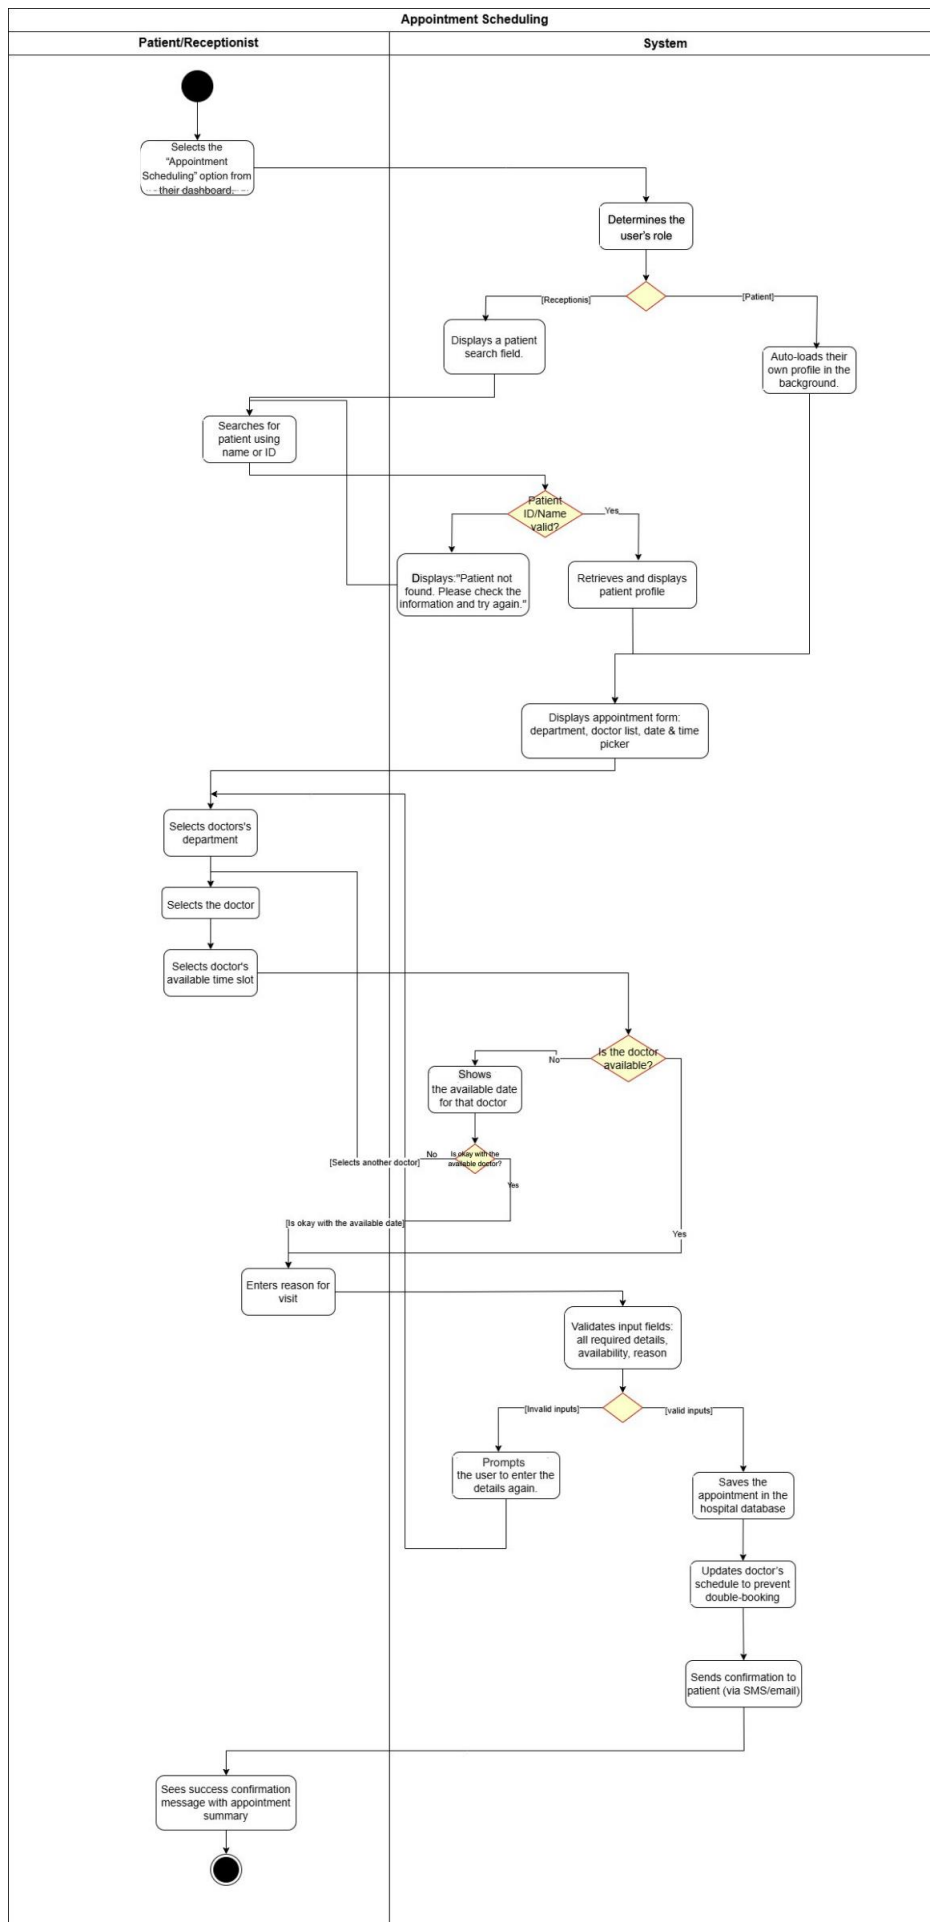 Appointment Scheduling
Patient/Receptionist
System
Selects the
"Appointment
Scheduling" option from
their dashboard.
Determines the
user's role
[Receptionis]
[Patient]
Displays a patient
search field.
Auto-loads their
own profile in the
background.
Searches for
patient using
name or ID
Patient
ID/Name
valid?
Yes
Displays:"Patient not
found. Please check the
information and try again."
Retrieves and displays
patient profile
Displays appointment form:
department, doctor list, date & time
picker
Selects doctors's
department
Selects the doctor
Selects doctor's
available time slot
Is the doctor
available?
No
Shows
the available date
for that doctor
Is okay with the
available doctor?
No
[Selects another doctor]
Yes
[Is okay with the available date]
Yes
Enters reason for
visit
Validates input fields:
all required details,
availability, reason
[Invalid inputs]
[valid inputs]
Prompts
the user to enter the
details again.
Saves the
appointment in the
hospital database
Updates doctor's
schedule to prevent
double-booking
Sends confirmation to
patient (via SMS/email)
Sees success confirmation
message with appointment
summary